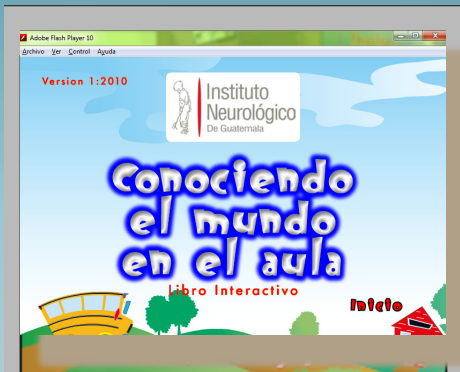 Adobe Flash Player 10
Archivo Ver Control Ayuda
Version 1:2010
Instituto
Neurológico
De Guatemala
Conociendo
el mundo
en el aula
Libro Interactivo
Inicio